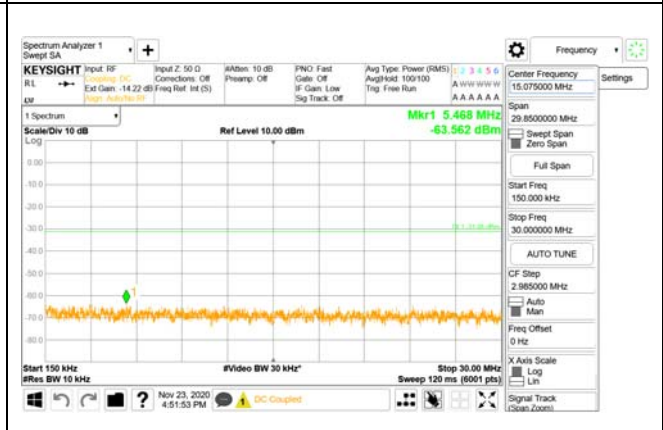 Spectrum Analyzer 1
Swept SA
Frequency
Settings
KEYSIGHT
RL
Input: RF
Coupling: DC
Ext Gain: -14.22 dB
Align: Auto/No RF
Input Z: 50 Ω
Corrections: Off
Freq Ref: Int (S)
#Atten: 10 dB
Preamp: Off
PNO: Fast
Gate: Off
IF Gain: Low
Sig Track: Off
Avg Type: Power (RMS)
Avg|Hold: 100/100
Trig: Free Run
1 2 3 4 5 6
A W W W W W
A A A A A A
1 Spectrum
Scale/Div 10 dB
Log
Ref Level 10.00 dBm
Mkr1 5.468 MHz
-63.562 dBm
0.00
-10.0
-20.0
-30.0
-40.0
-60.0
-70.0
-80.0
1
Start 150 kHz
#Res BW 10 kHz
#Video BW 30 kHz*
Stop 30.00 MHz
Sweep 120 ms (6001 pts)
Nov 23, 2020
4:51:53 PM
DC Coupled
Center Frequency
15.075000 MHz
Span
29.8500000 MHz
Swept Span
Zero Span
Full Span
Start Freq
150.000 kHz
Stop Freq
30.000000 MHz
AUTO TUNE
CF Step
2.985000 MHz
Auto
Man
Freq Offset
0 Hz
X Axis Scale
Log
Lin
Signal Track
(Span Zoom)